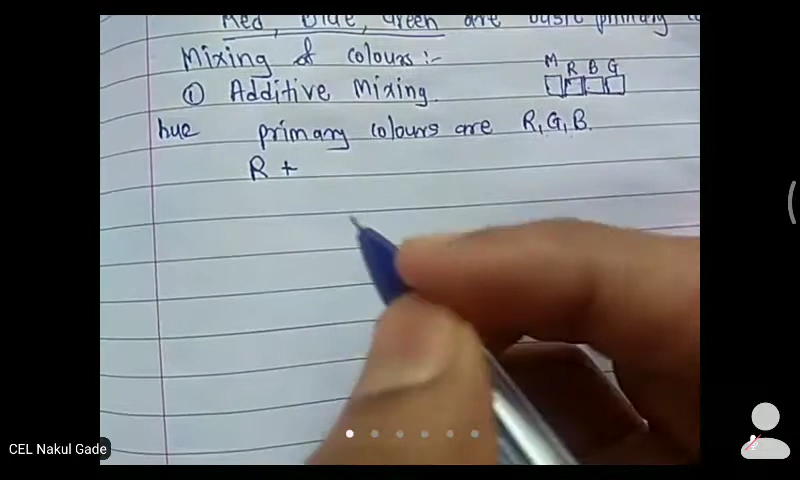 Red, Blue, Green are basic primary
Mixing of colours :-
M R B G
① Additive Mixing.
hue primary colours are R, G, B.
R +
CEL Nakul Gade